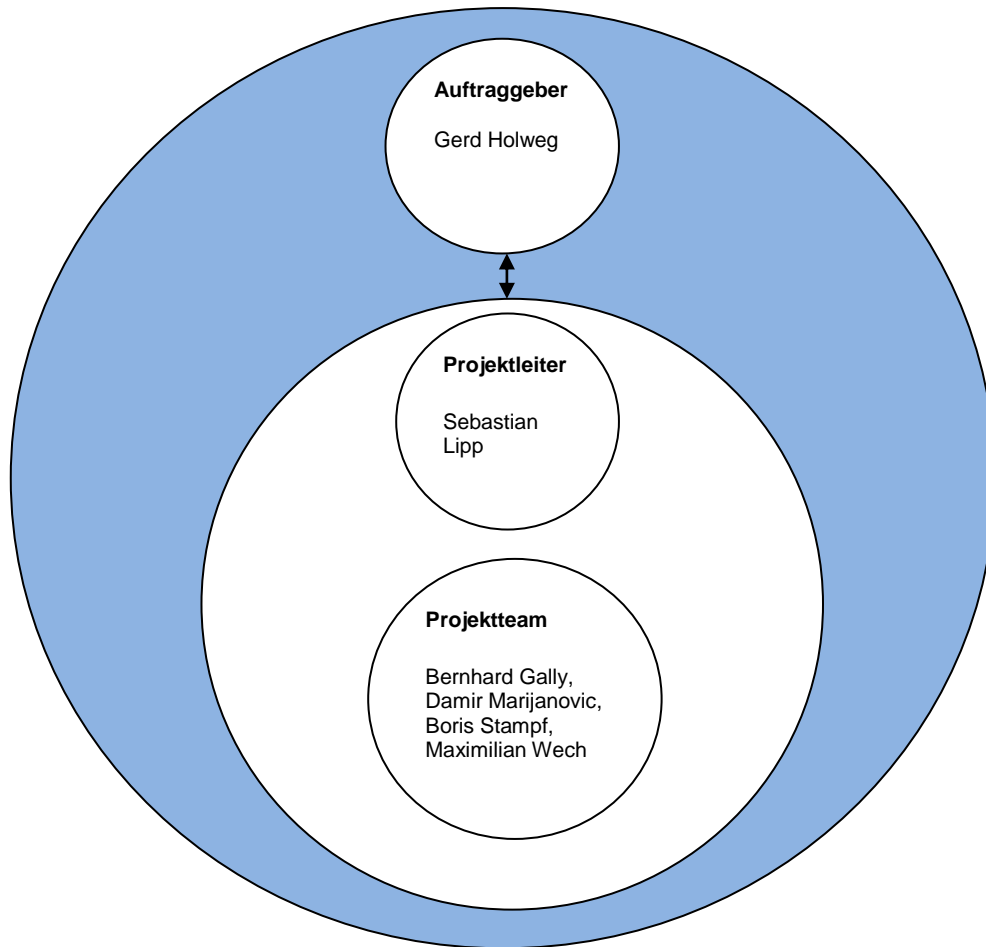 Auftraggeber
Gerd Holweg
Projektleiter
Sebastian
Lipp
Projektteam
Bernhard Gally,
Damir Marijanovic,
Boris Stampf,
Maximilian Wech